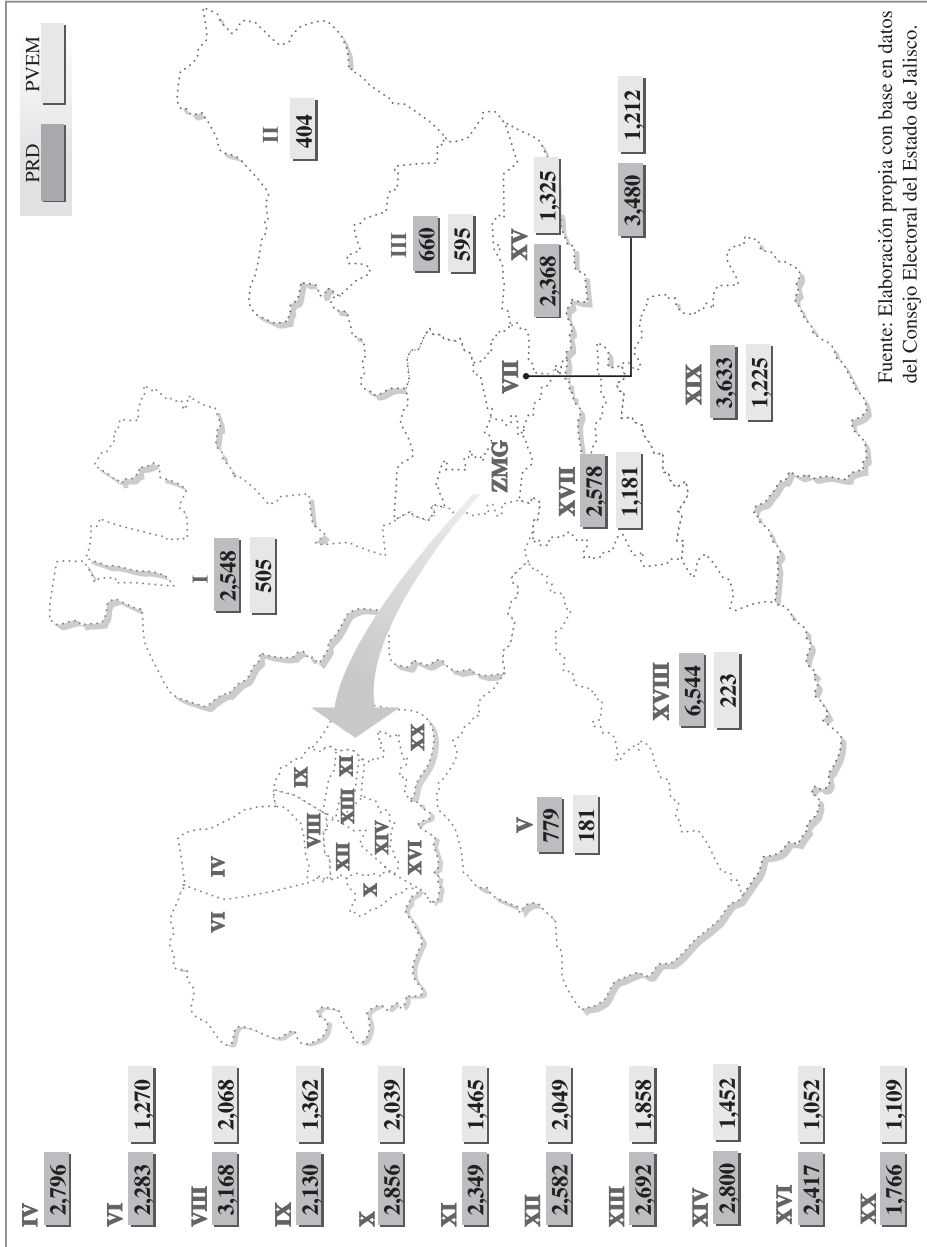 PRD
PVEM
I
2,548
505
II
404
III
660
595
XV
2,368
1,325
VII
3,480
1,212
ZMG
XVII
2,578
1,181
XIX
3,633
1,225
V
779
181
XVIII
6,544
223
VI
IV
VIII
IX
X
XII
XIII
XI
XIV
XVI
XX
IV
2,796
VI
2,283 1,270
VIII
3,168 2,068
IX
2,130 1,362
X
2,856 2,039
XI
2,349 1,465
XII
2,582 2,049
XIII
2,692 1,858
XIV
2,800 1,452
XVI
2,417 1,052
XX
1,766 1,109
Fuente: Elaboración propia con base en datos
del Consejo Electoral del Estado de Jalisco.